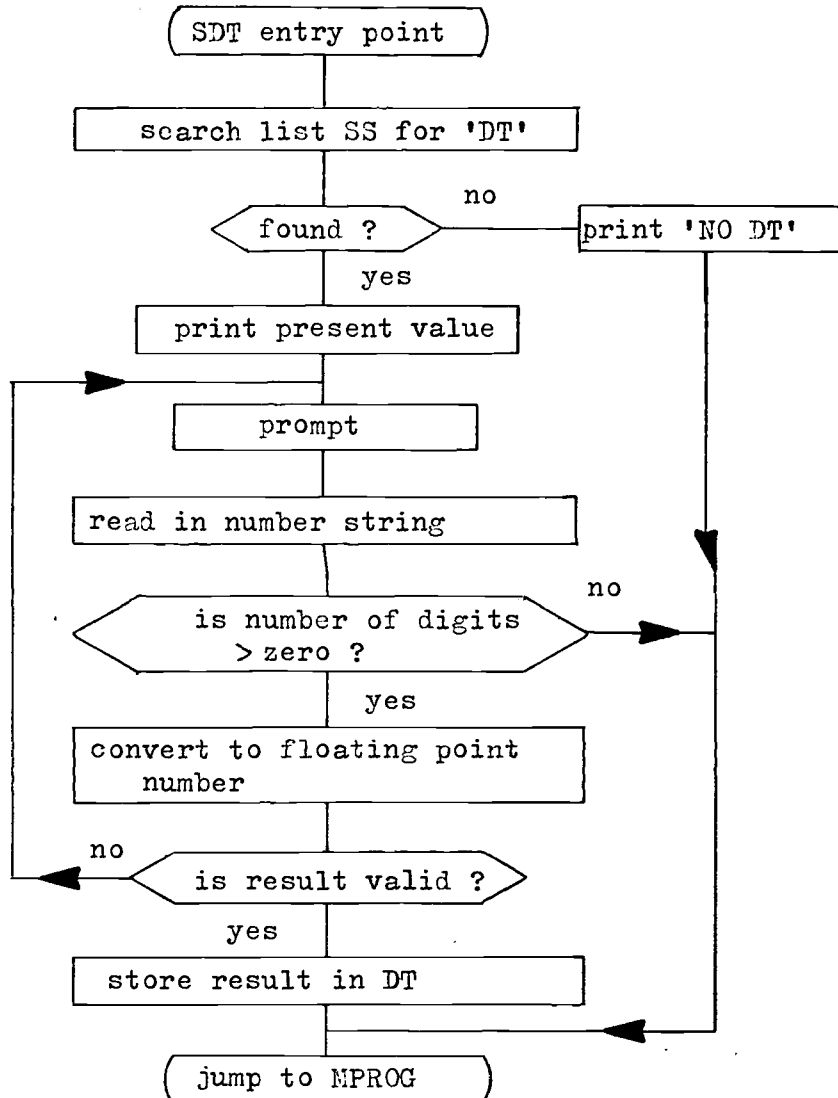 SDT entry point
search list SS for 'DT'
no
found ?
print 'NO DT'
yes
print present value
prompt
read in number string
no
is number of digits
> zero ?
yes
convert to floating point
number
no
is result valid ?
yes
store result in DT
jump to MPROG